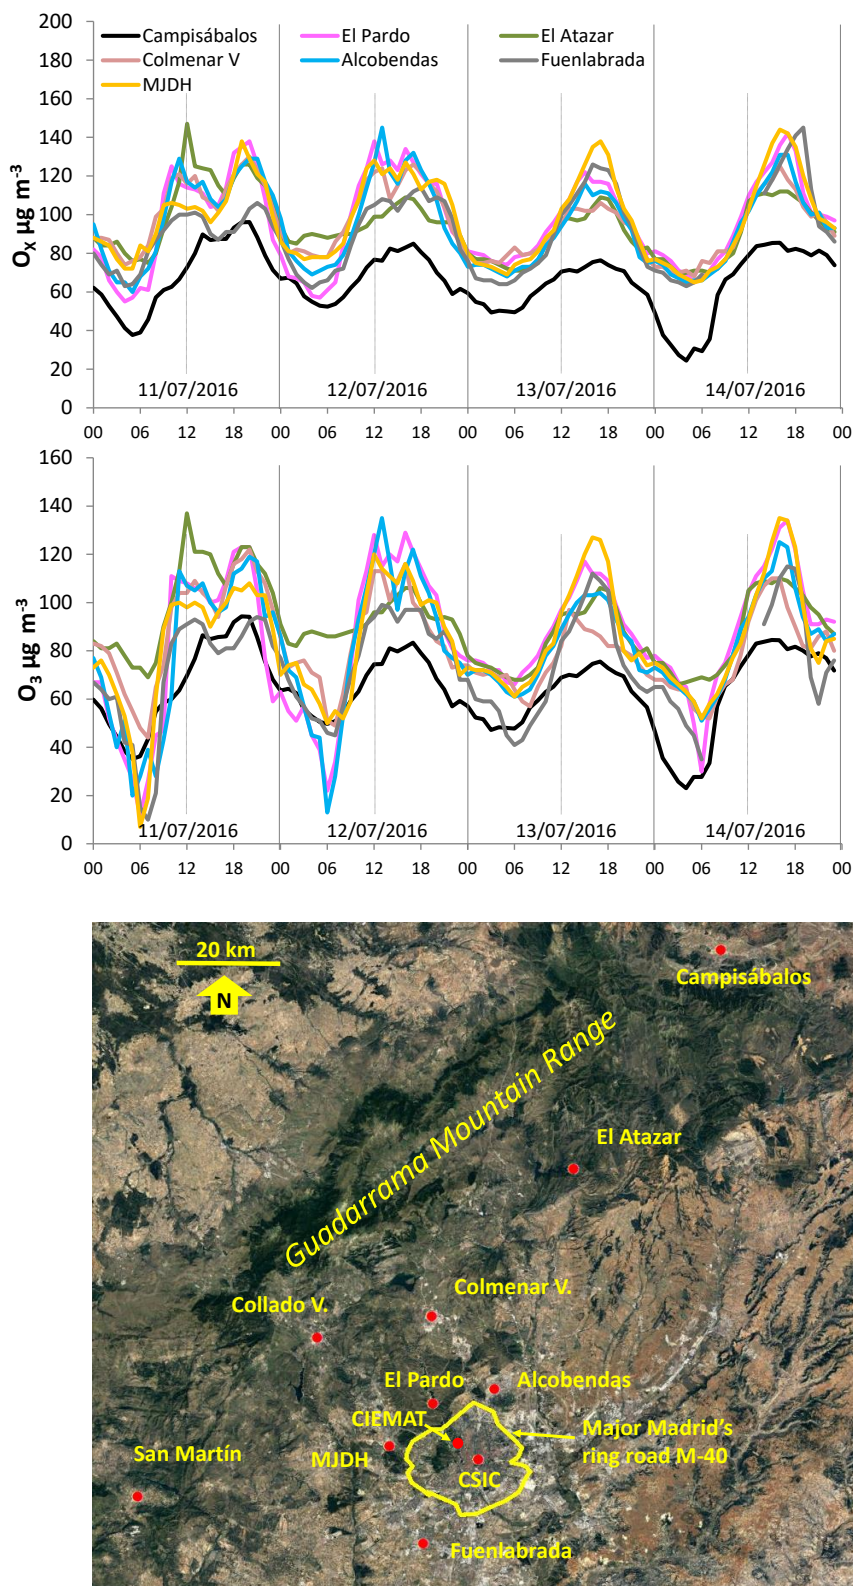 200
180
160
140
120
100
80
60
40
20
0
Oₓ µg m⁻³
Campisábalos El Pardo El Atazar
Colmenar V Alcobendas Fuenlabrada
MJDH
11/07/2016 12/07/2016 13/07/2016 14/07/2016
00 06 12 18 00 06 12 18 00 06 12 18 00 06 12 18 00
160
140
120
100
80
60
40
20
0
O₃ µg m⁻³
11/07/2016 12/07/2016 13/07/2016 14/07/2016
00 06 12 18 00 06 12 18 00 06 12 18 00 06 12 18 00
20 km
N
Campisábalos
Guadarrama Mountain Range
El Atazar
Colmenar V.
Collado V.
El Pardo
Alcobendas
CIEMAT
Major Madrid's
ring road M-40
San Martín
MJDH
CSIC
Fuenlabrada